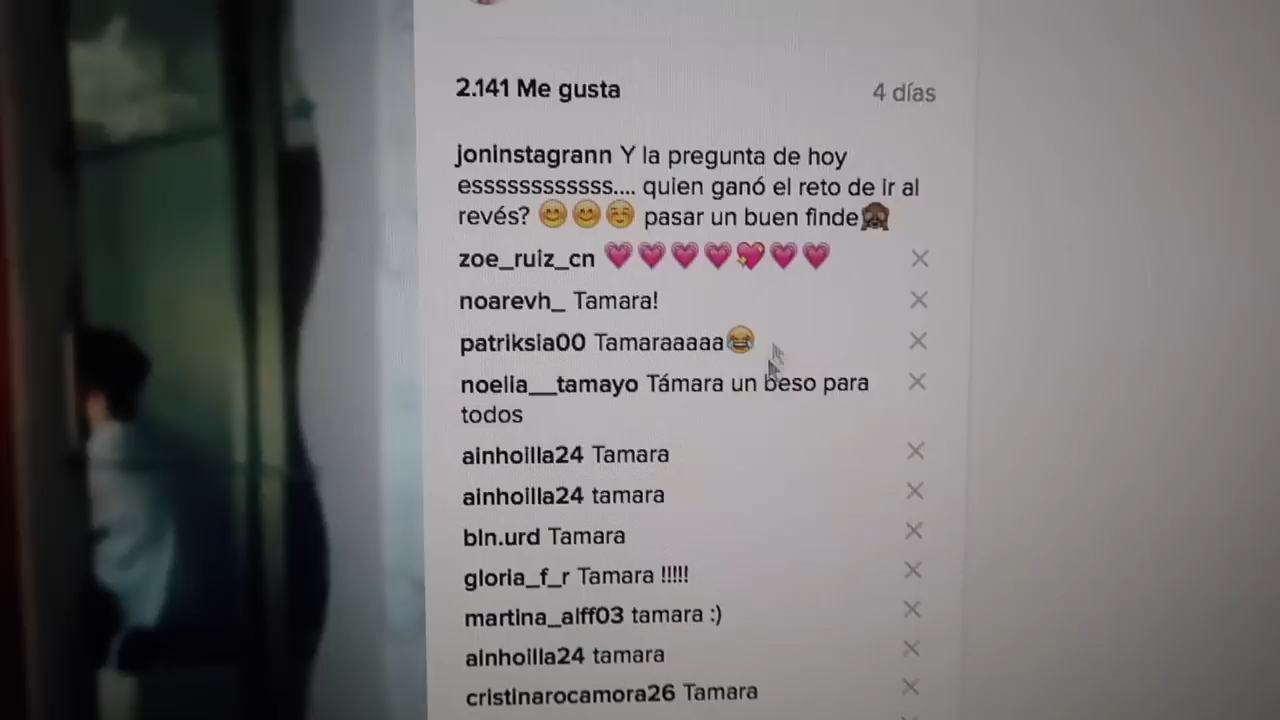 2.141 Me gusta
4 días
joninstagrann Y la pregunta de hoy
esssssssssssss.... quien ganó el reto de ir al
revés? 😊😊☺️ pasar un buen finde🙈
zoe_ruiz_cn 💗💗💗💗💖💗💗
noarevh_ Tamara!
patriksia00 Tamaraaaaa😂
noelia__tamayo Támara un beso para
todos
ainhoilla24 Tamara
ainhoilla24 tamara
bln.urd Tamara
gloria_f_r Tamara !!!!!
martina_alff03 tamara :)
ainhoilla24 tamara
cristinarocamora26 Tamara